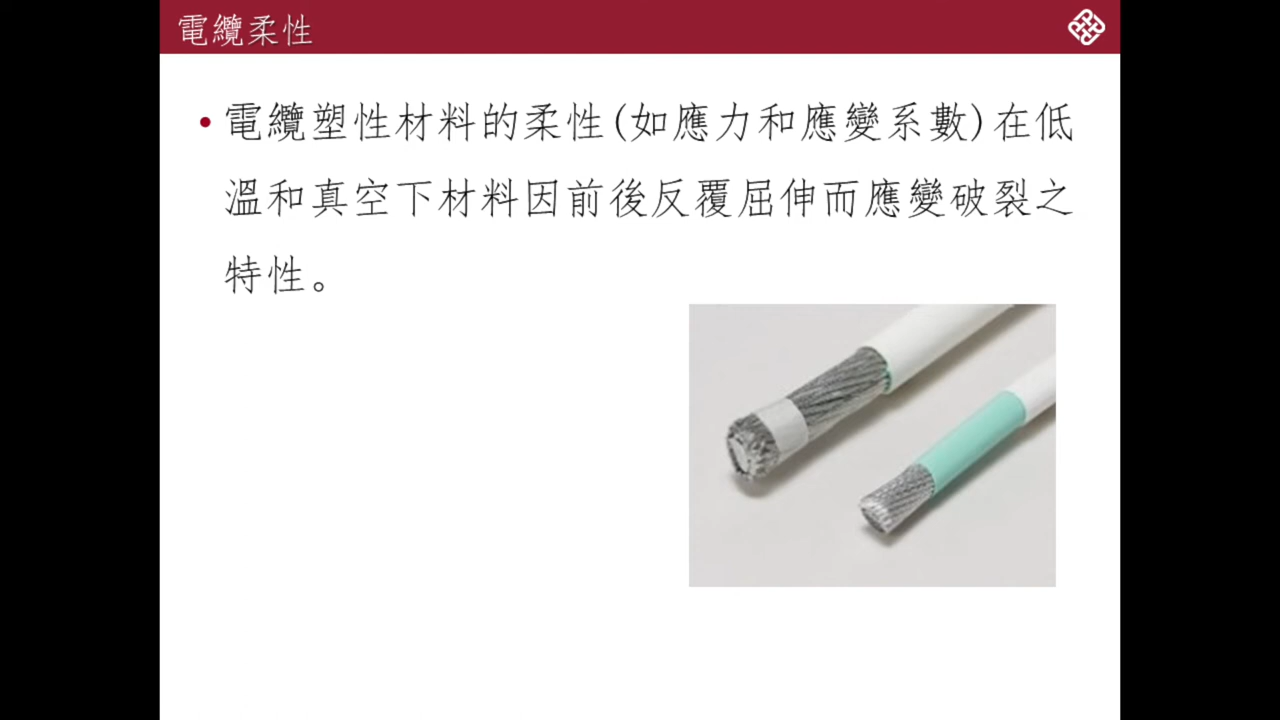 電纜柔性
• 電纜塑性材料的柔性(如應力和應變系數)在低
溫和真空下材料因前後反覆屈伸而應變破裂之
特性。